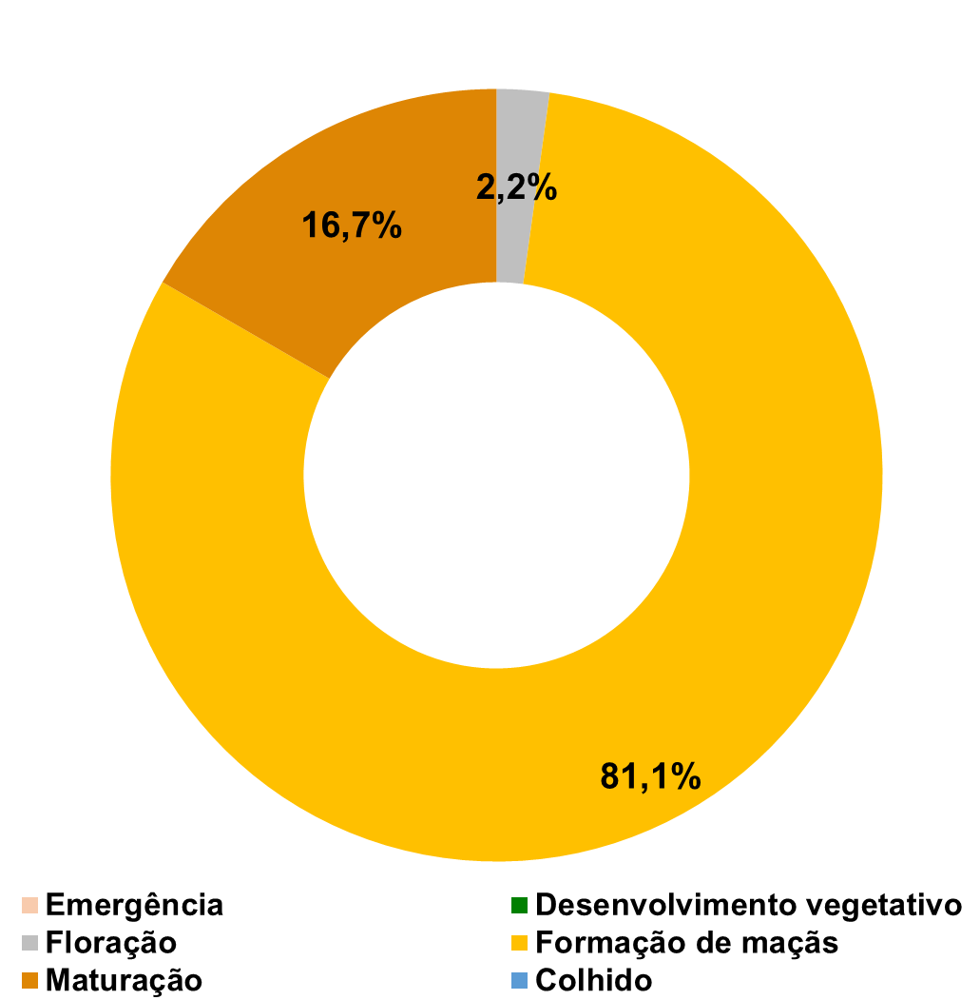 2,2%
16,7%
81,1%
Emergência
Desenvolvimento vegetativo
Floração
Formação de maçãs
Maturação
Colhido